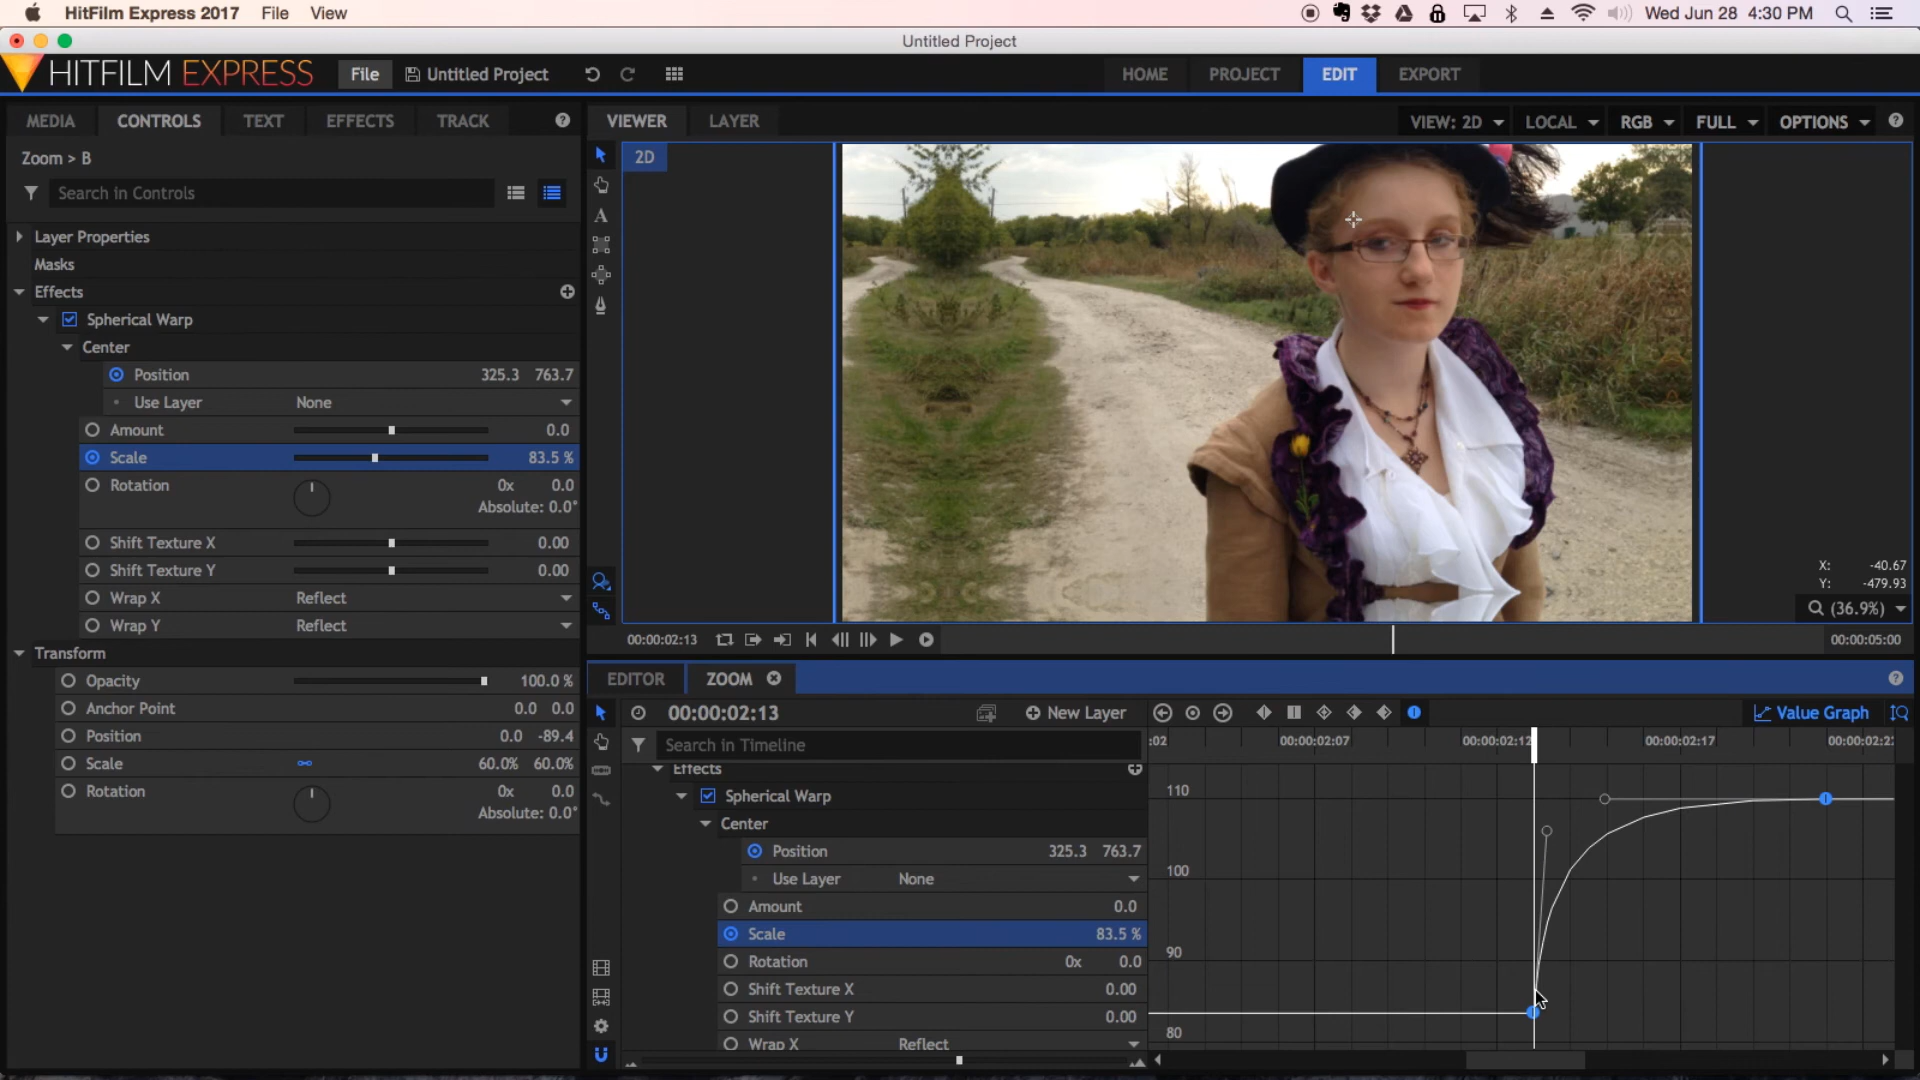 HitFilm Express 2017 File View Wed Jun 28 4:30 PM
Untitled Project
HITFILM EXPRESS File Untitled Project HOME PROJECT EDIT EXPORT
MEDIA CONTROLS TEXT EFFECTS TRACK
Zoom > B
Search in Controls
Layer Properties
Masks
Effects
Spherical Warp
Center
Position 325.3 763.7
Use Layer None
Amount 0.0
Scale 83.5 %
Rotation 0x 0.0
Absolute: 0.0°
Shift Texture X 0.00
Shift Texture Y 0.00
Wrap X Reflect
Wrap Y Reflect
Transform
Opacity 100.0 %
Anchor Point 0.0 0.0
Position 0.0 -89.4
Scale 60.0% 60.0%
Rotation 0x 0.0
Absolute: 0.0°
VIEWER LAYER VIEW: 2D LOCAL RGB FULL OPTIONS
2D
A
X: -40.67
Y: -479.93
(36.9%)
00:00:02:13 00:00:05:00
EDITOR ZOOM
00:00:02:13 New Layer Value Graph
Search in Timeline
:02 00:00:02:07 00:00:02:12 00:00:02:17 00:00:02:22
Effects
Spherical Warp
Center
Position 325.3 763.7
Use Layer None
Amount 0.0
Scale 83.5 %
Rotation 0x 0.0
Shift Texture X 0.00
Shift Texture Y 0.00
Wrap X Reflect
110
100
90
80